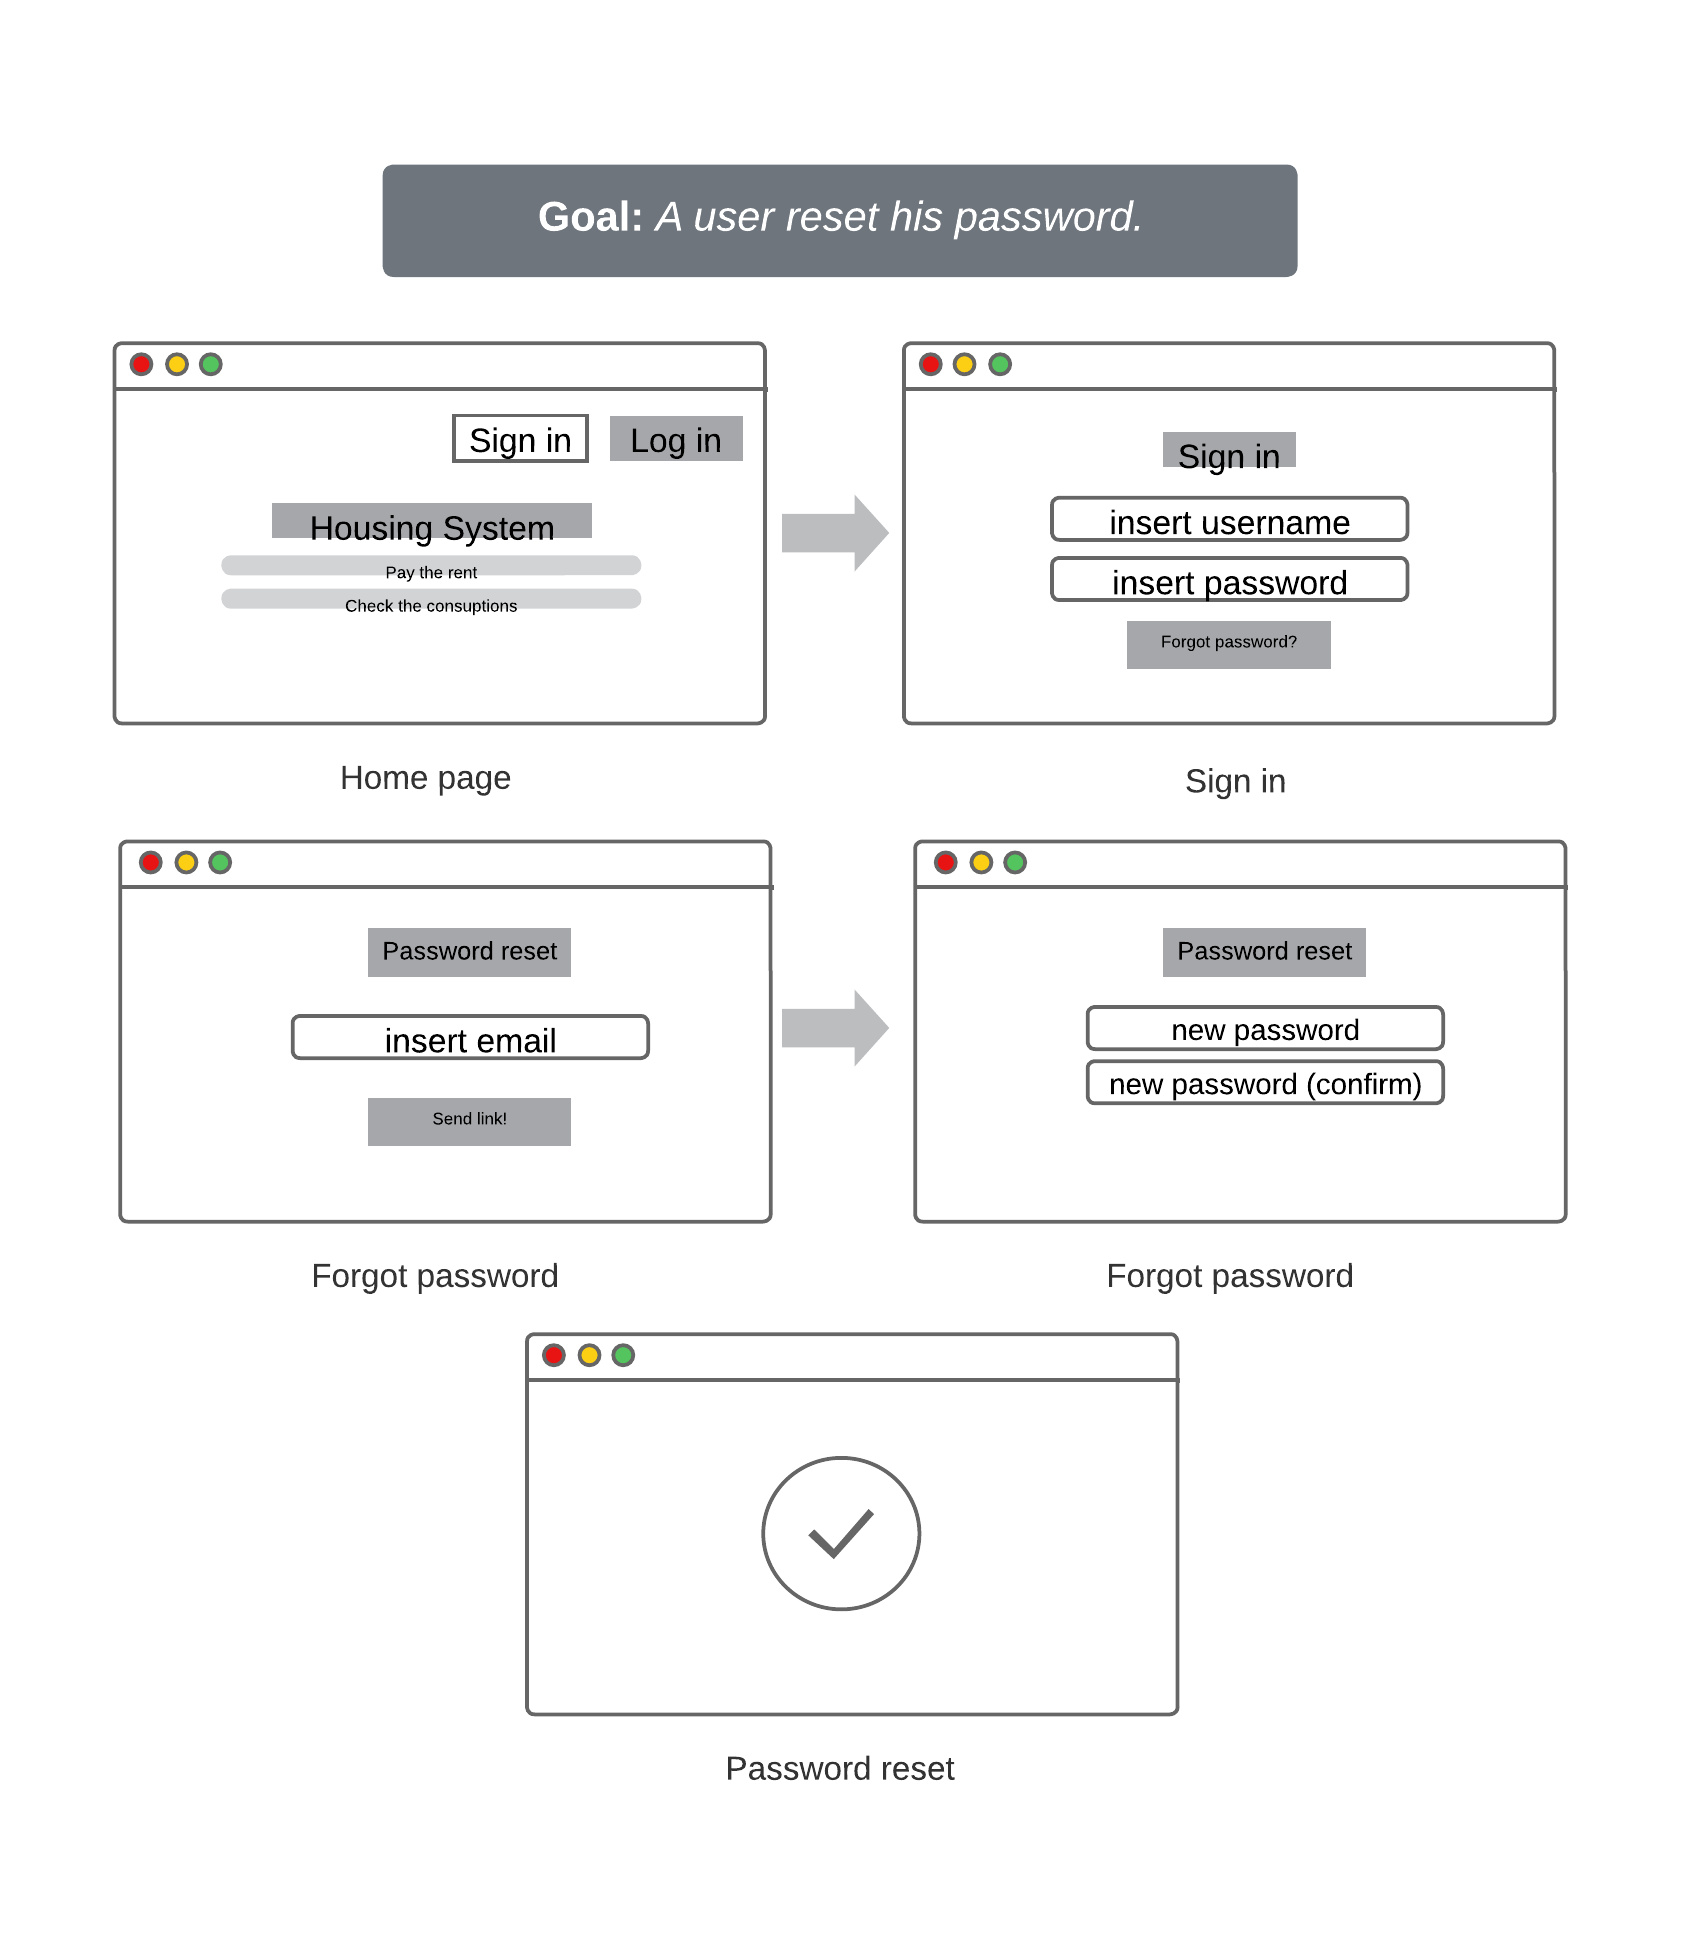 Goal: A user reset his password.
Sign in
Log in
Housing System
Pay the rent
Check the consuptions
Home page
Sign in
insert username
insert password
Forgot password?
Sign in
Password reset
insert email
Send link!
Forgot password
Password reset
new password
new password (confirm)
Forgot password
Password reset